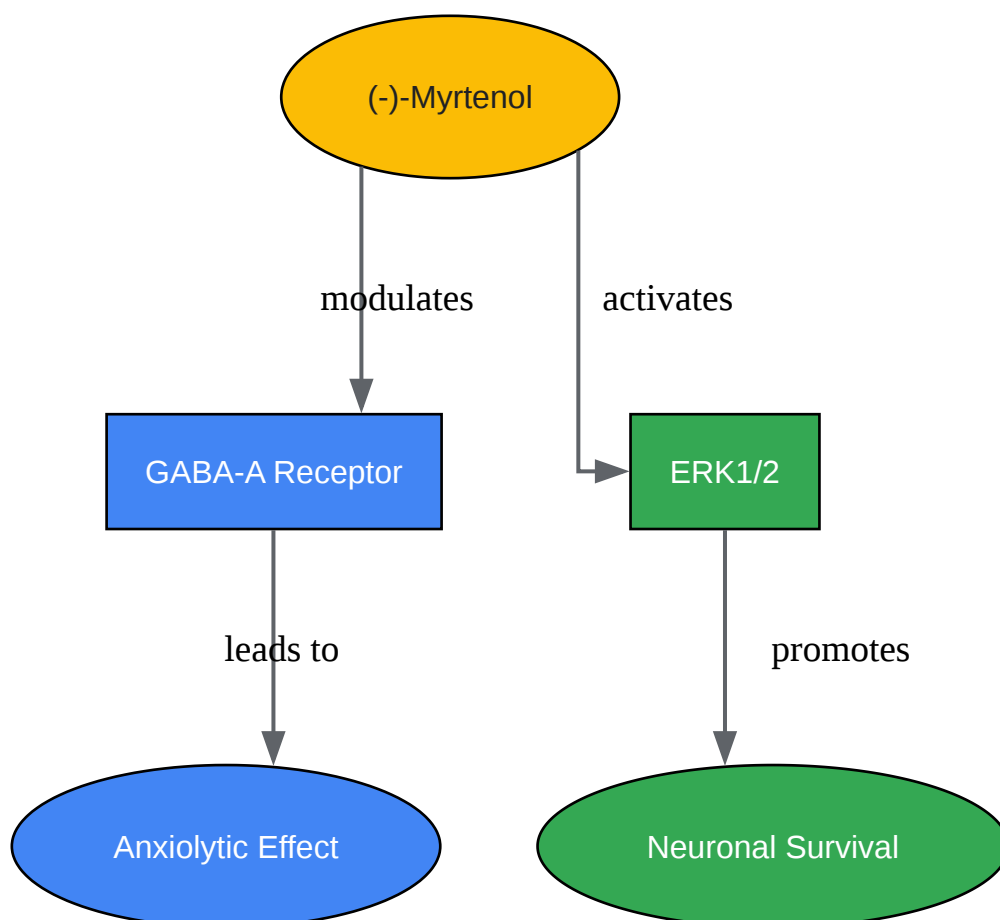 (-)-Myrtenol
modulates
activates
GABA-A Receptor
ERK1/2
leads to
promotes
Anxiolytic Effect
Neuronal Survival